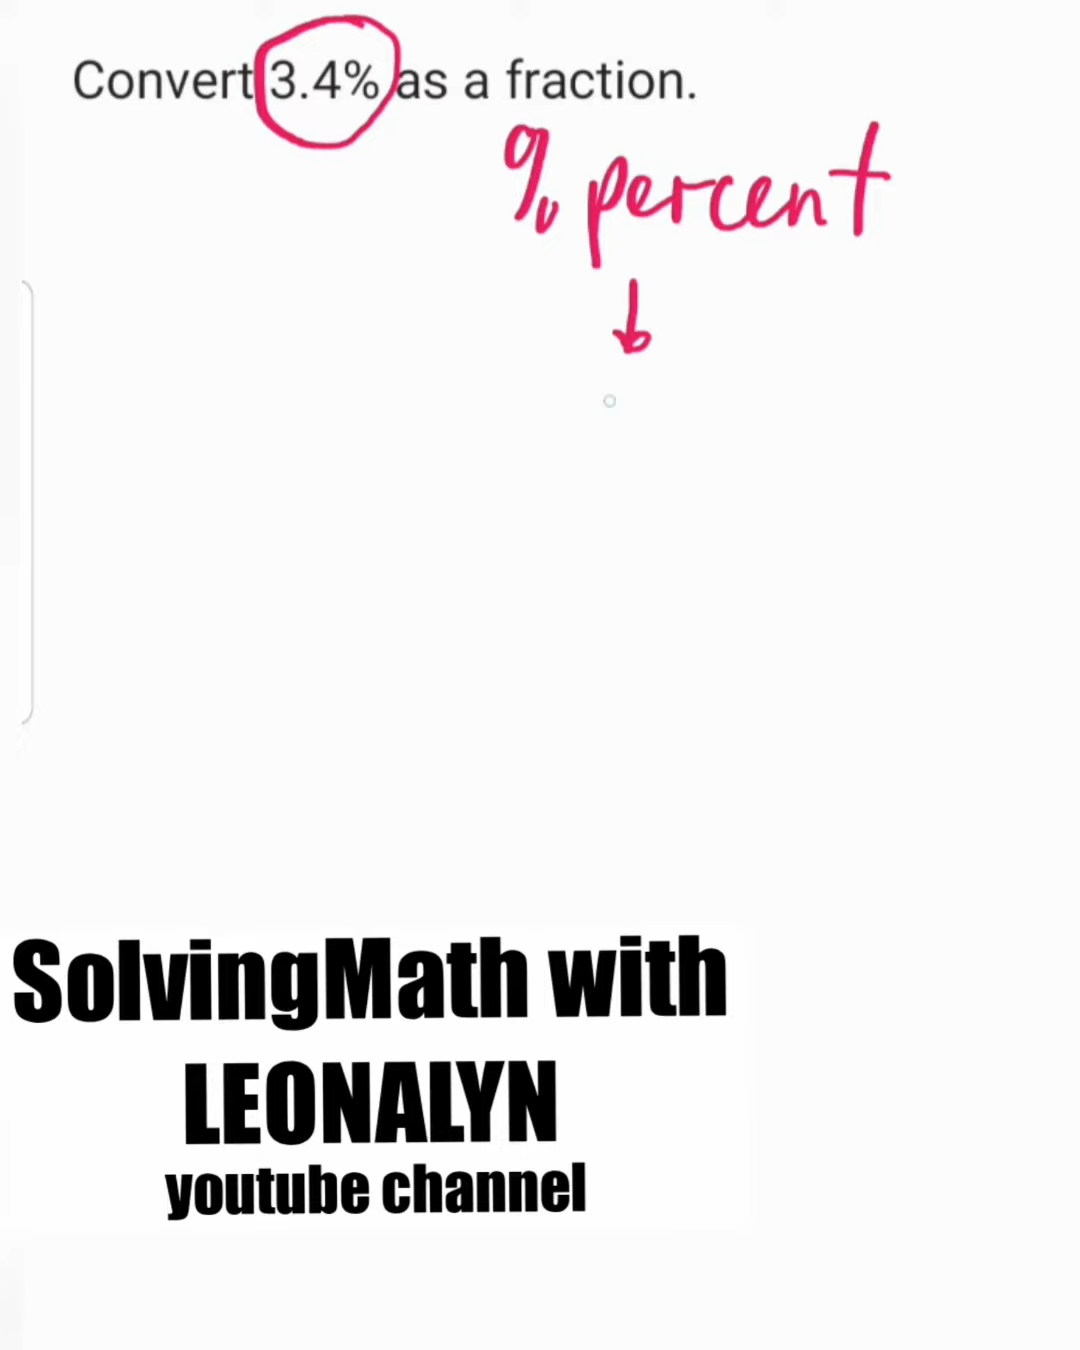 Convert 3.4% as a fraction.
% percent
SolvingMath with
LEONALYN
youtube channel